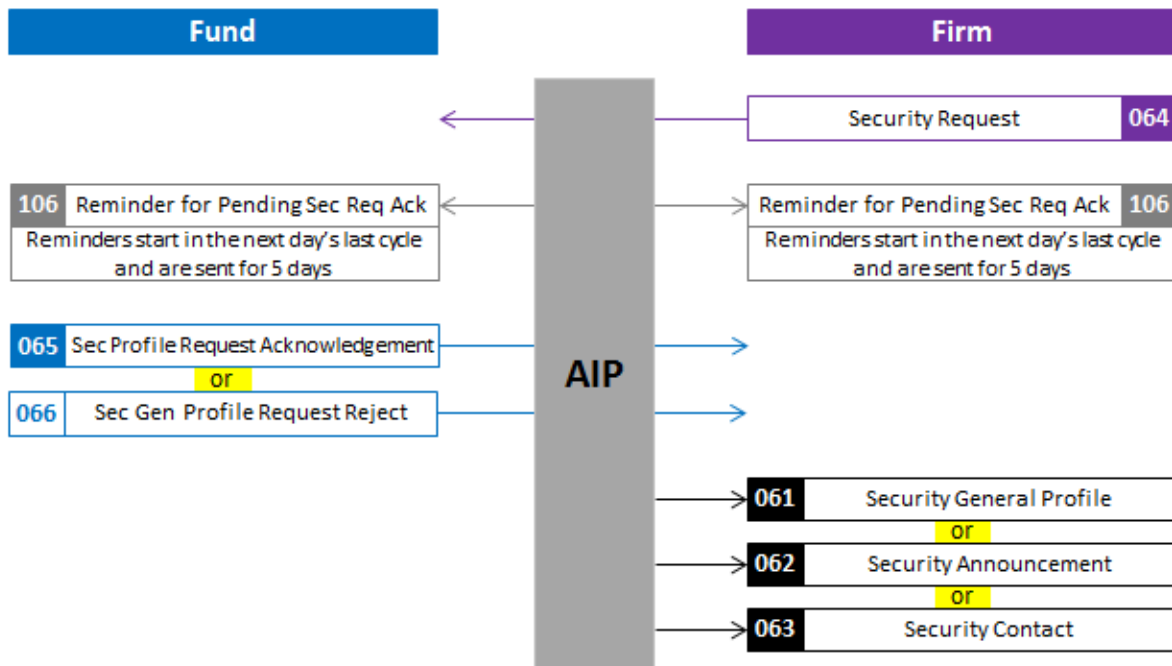 Fund
Firm
Security Request 064
106 Reminder for Pending Sec Req Ack
Reminders start in the next day's last cycle
and are sent for 5 days
Reminder for Pending Sec Req Ack 106
Reminders start in the next day's last cycle
and are sent for 5 days
065 Sec Profile Request Acknowledgement
or
066 Sec Gen Profile Request Reject
AIP
061 Security General Profile
or
062 Security Announcement
or
063 Security Contact